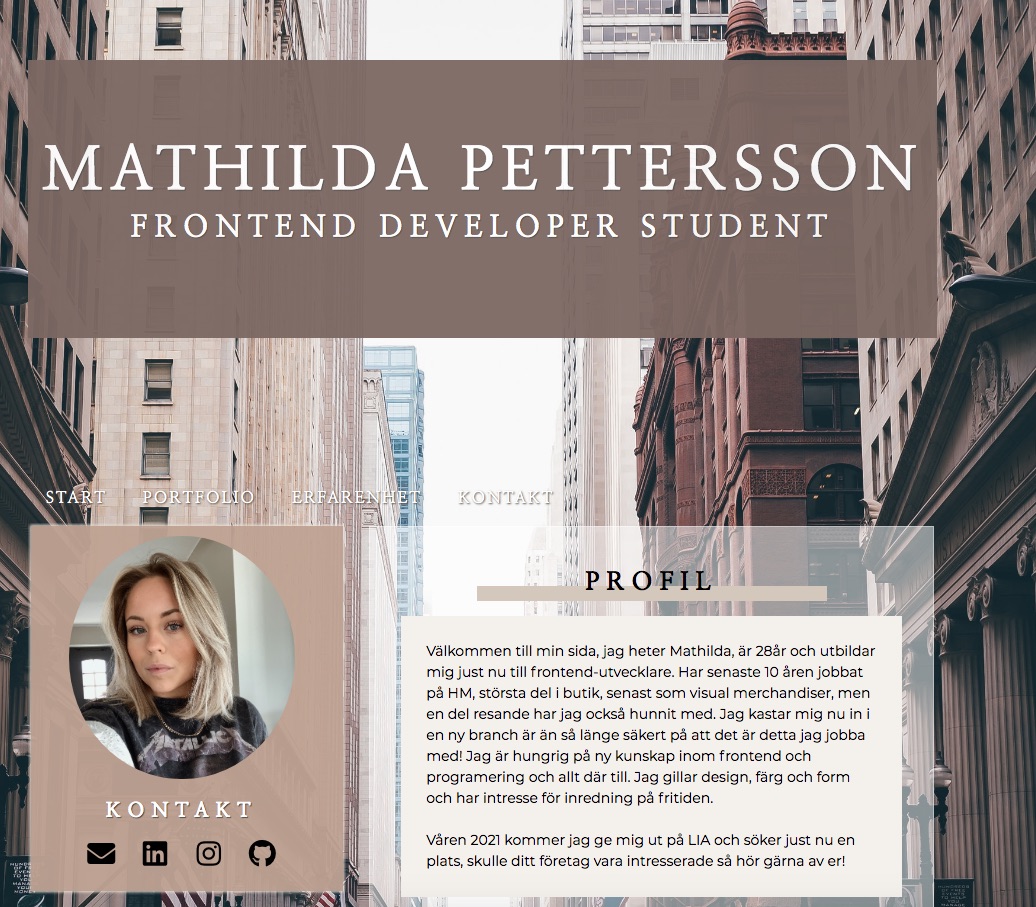 MATHILDA PETTERSSON
FRONTEND DEVELOPER STUDENT
START PORTFOLIO ERFARENHET KONTAKT
PROFIL
Välkommen till min sida, jag heter Mathilda, är 28år och utbildar
mig just nu till frontend-utvecklare. Har senaste 10 åren jobbat
på HM, största del i butik, senast som visual merchandiser, men
en del resande har jag också hunnit med. Jag kastar mig nu in i
en ny branch är än så länge säkert på att det är detta jag jobba
med! Jag är hungrig på ny kunskap inom frontend och
programering och allt där till. Jag gillar design, färg och form
och har intresse för inredning på fritiden.
Våren 2021 kommer jag ge mig ut på LIA och söker just nu en
plats, skulle ditt företag vara intresserade så hör gärna av er!
KONTAKT